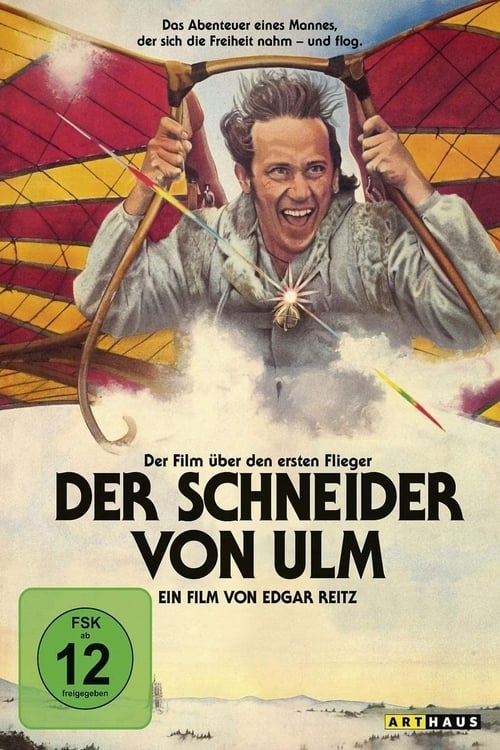 Das Abenteuer eines Mannes,
der sich die Freiheit nahm – und flog.
Der Film über den ersten Flieger
DER SCHNEIDER
VON ULM
EIN FILM VON EDGAR REITZ
FSK
ab
12
freigegeben
ARTHAUS